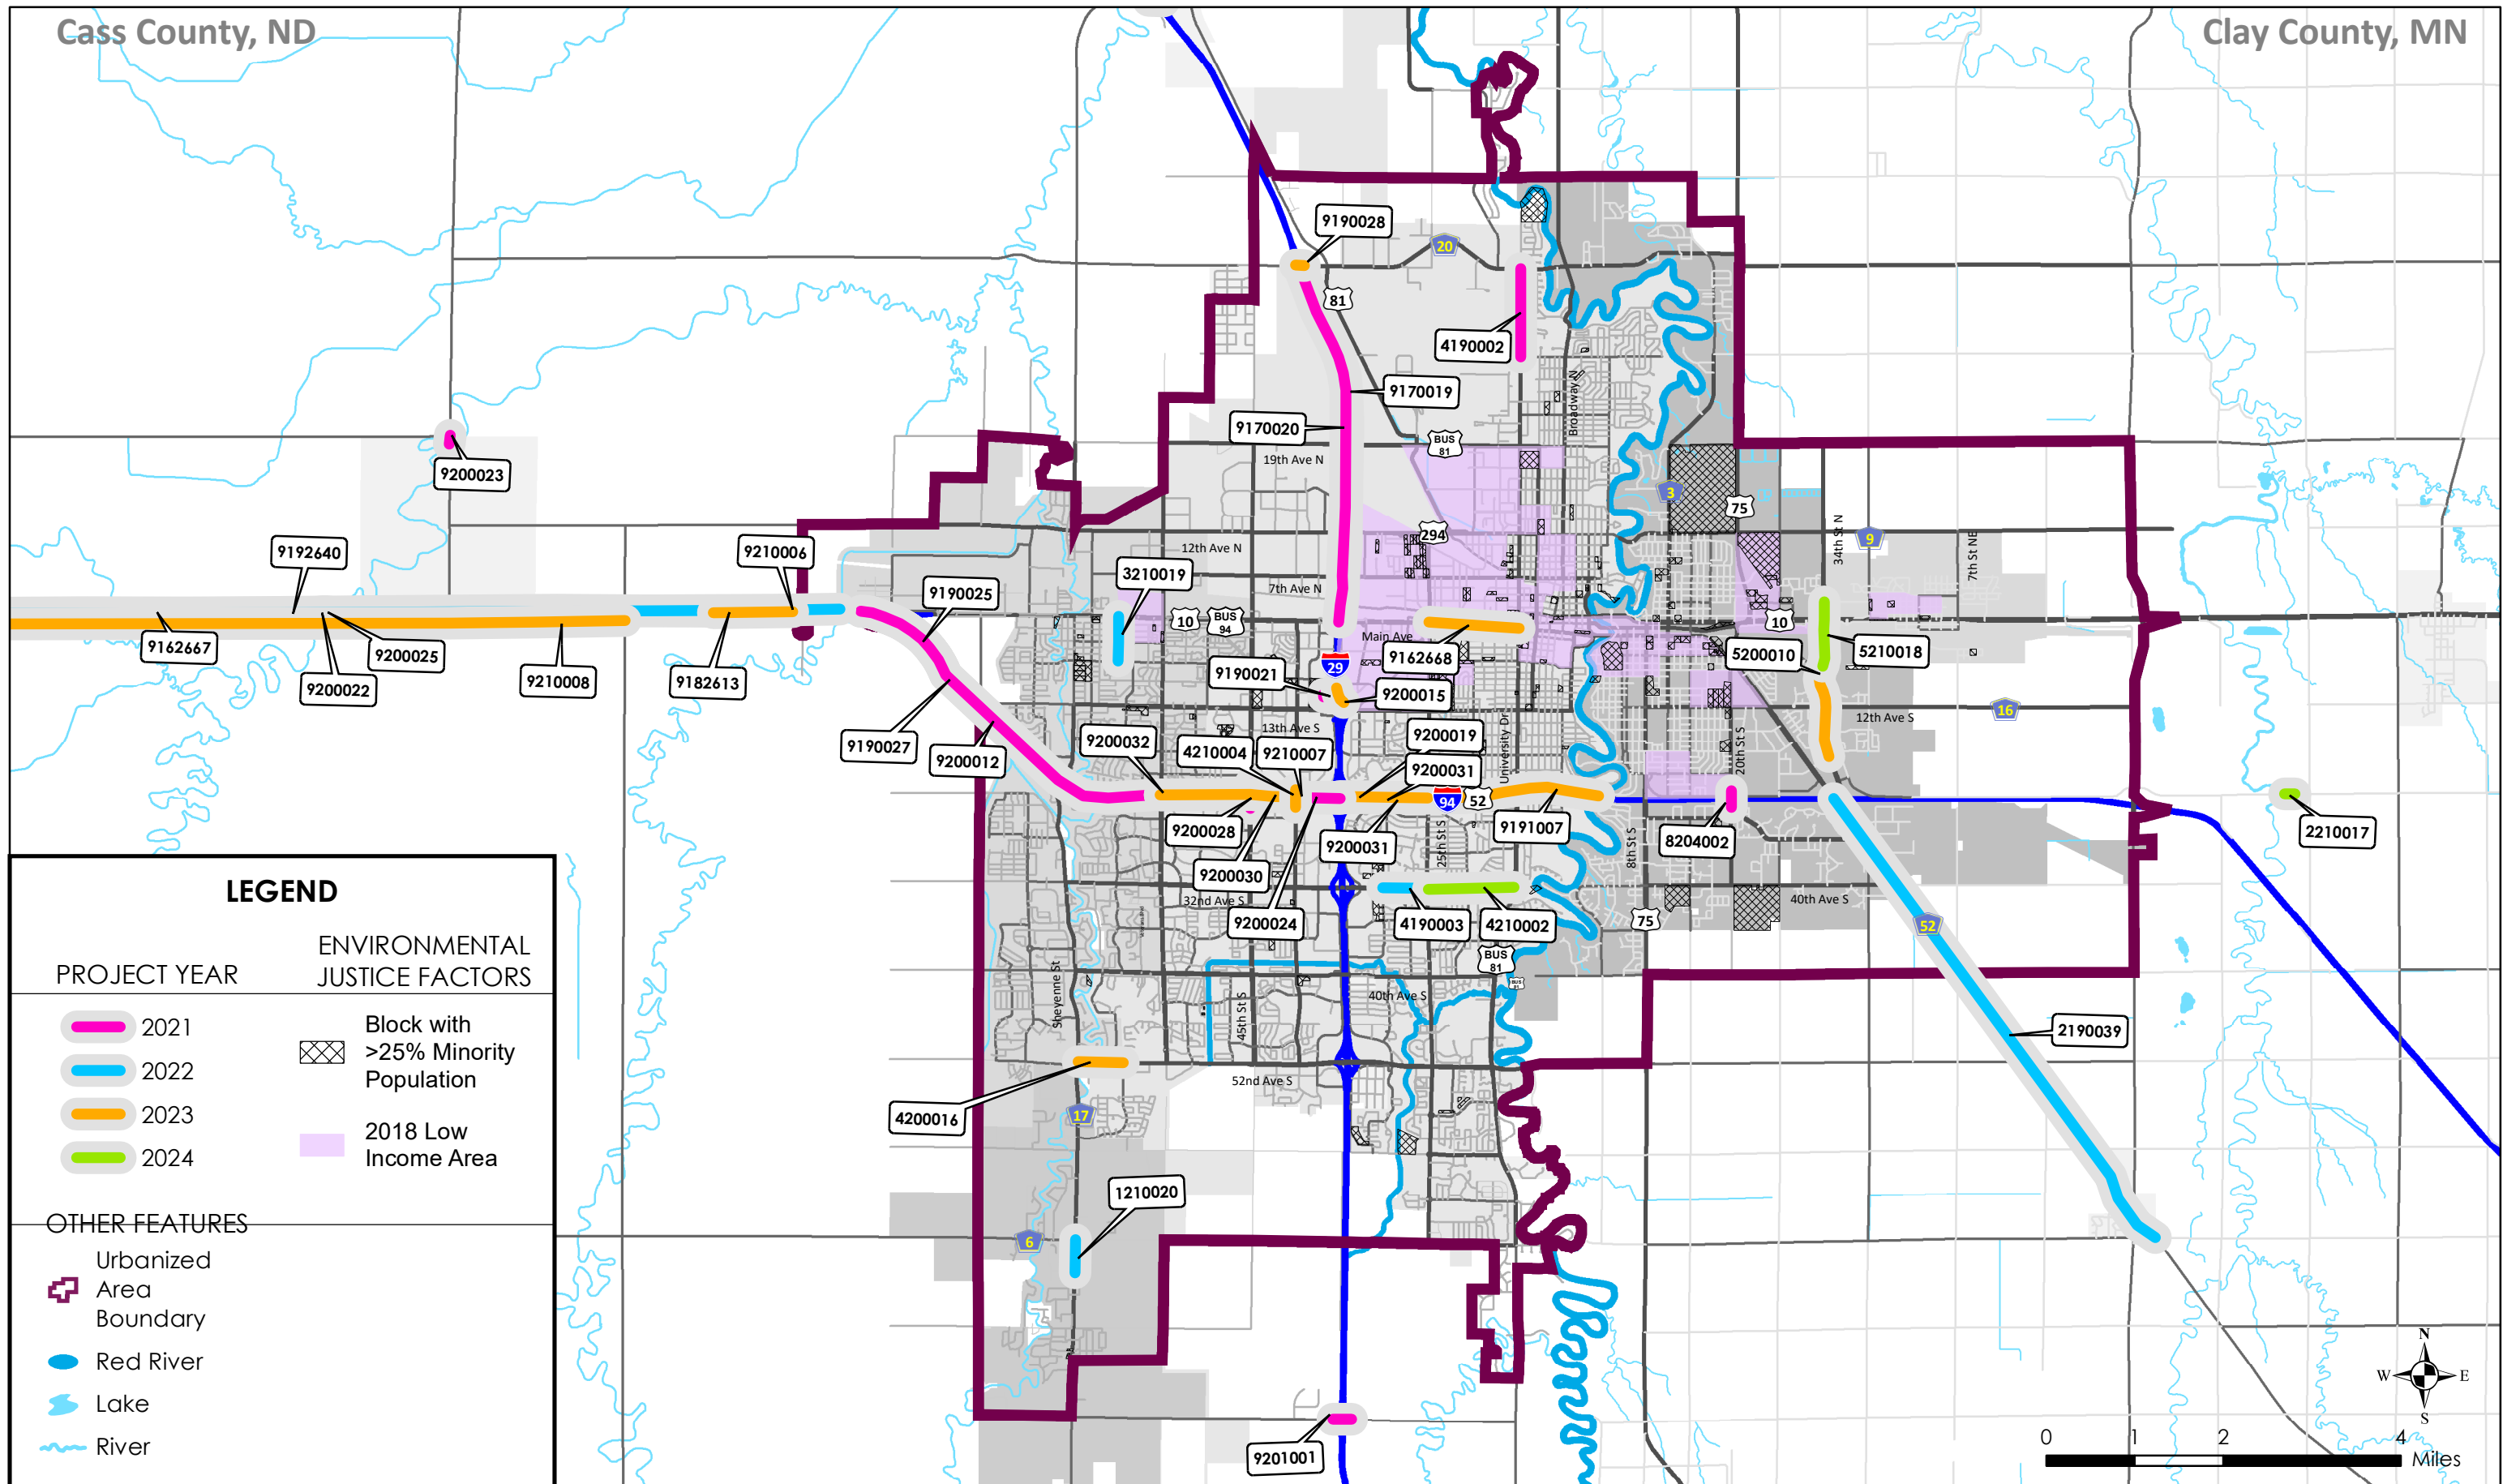 Cass County, ND
Clay County, MN
9190028
20
81
4190002
9170019
9170020
BUS
81
19th Ave N
Broadway N
9200023
3
75
294
34th St N
9
7th St NE
9192640
9210006
12th Ave N
3210019
7th Ave N
9190025
10
BUS
94
10
Main Ave
9162667
9200025
9200022
9210008
9182613
29
9162668
5200010
5210018
9190021
9200015
16
12th Ave S
13th Ave S
University Dr
20th St S
9190027
9200012
9200032
4210004
9210007
9200019
9200031
94
52
9200028
9200031
9191007
8204002
2210017
25th St S
8th St S
9200030
32nd Ave S
9200024
4190003
4210002
75
40th Ave S
52
BUS
81
BUS
81
Sheyenne St
45th St S
40th Ave S
2190039
52nd Ave S
4200016
17
1210020
6
9201001
LEGEND
PROJECT YEAR
ENVIRONMENTAL
JUSTICE FACTORS
2021
2022
2023
2024
Block with
>25% Minority
Population
2018 Low
Income Area
OTHER FEATURES
Urbanized
Area
Boundary
Red River
Lake
River
N
W
E
S
0
1
2
4
Miles